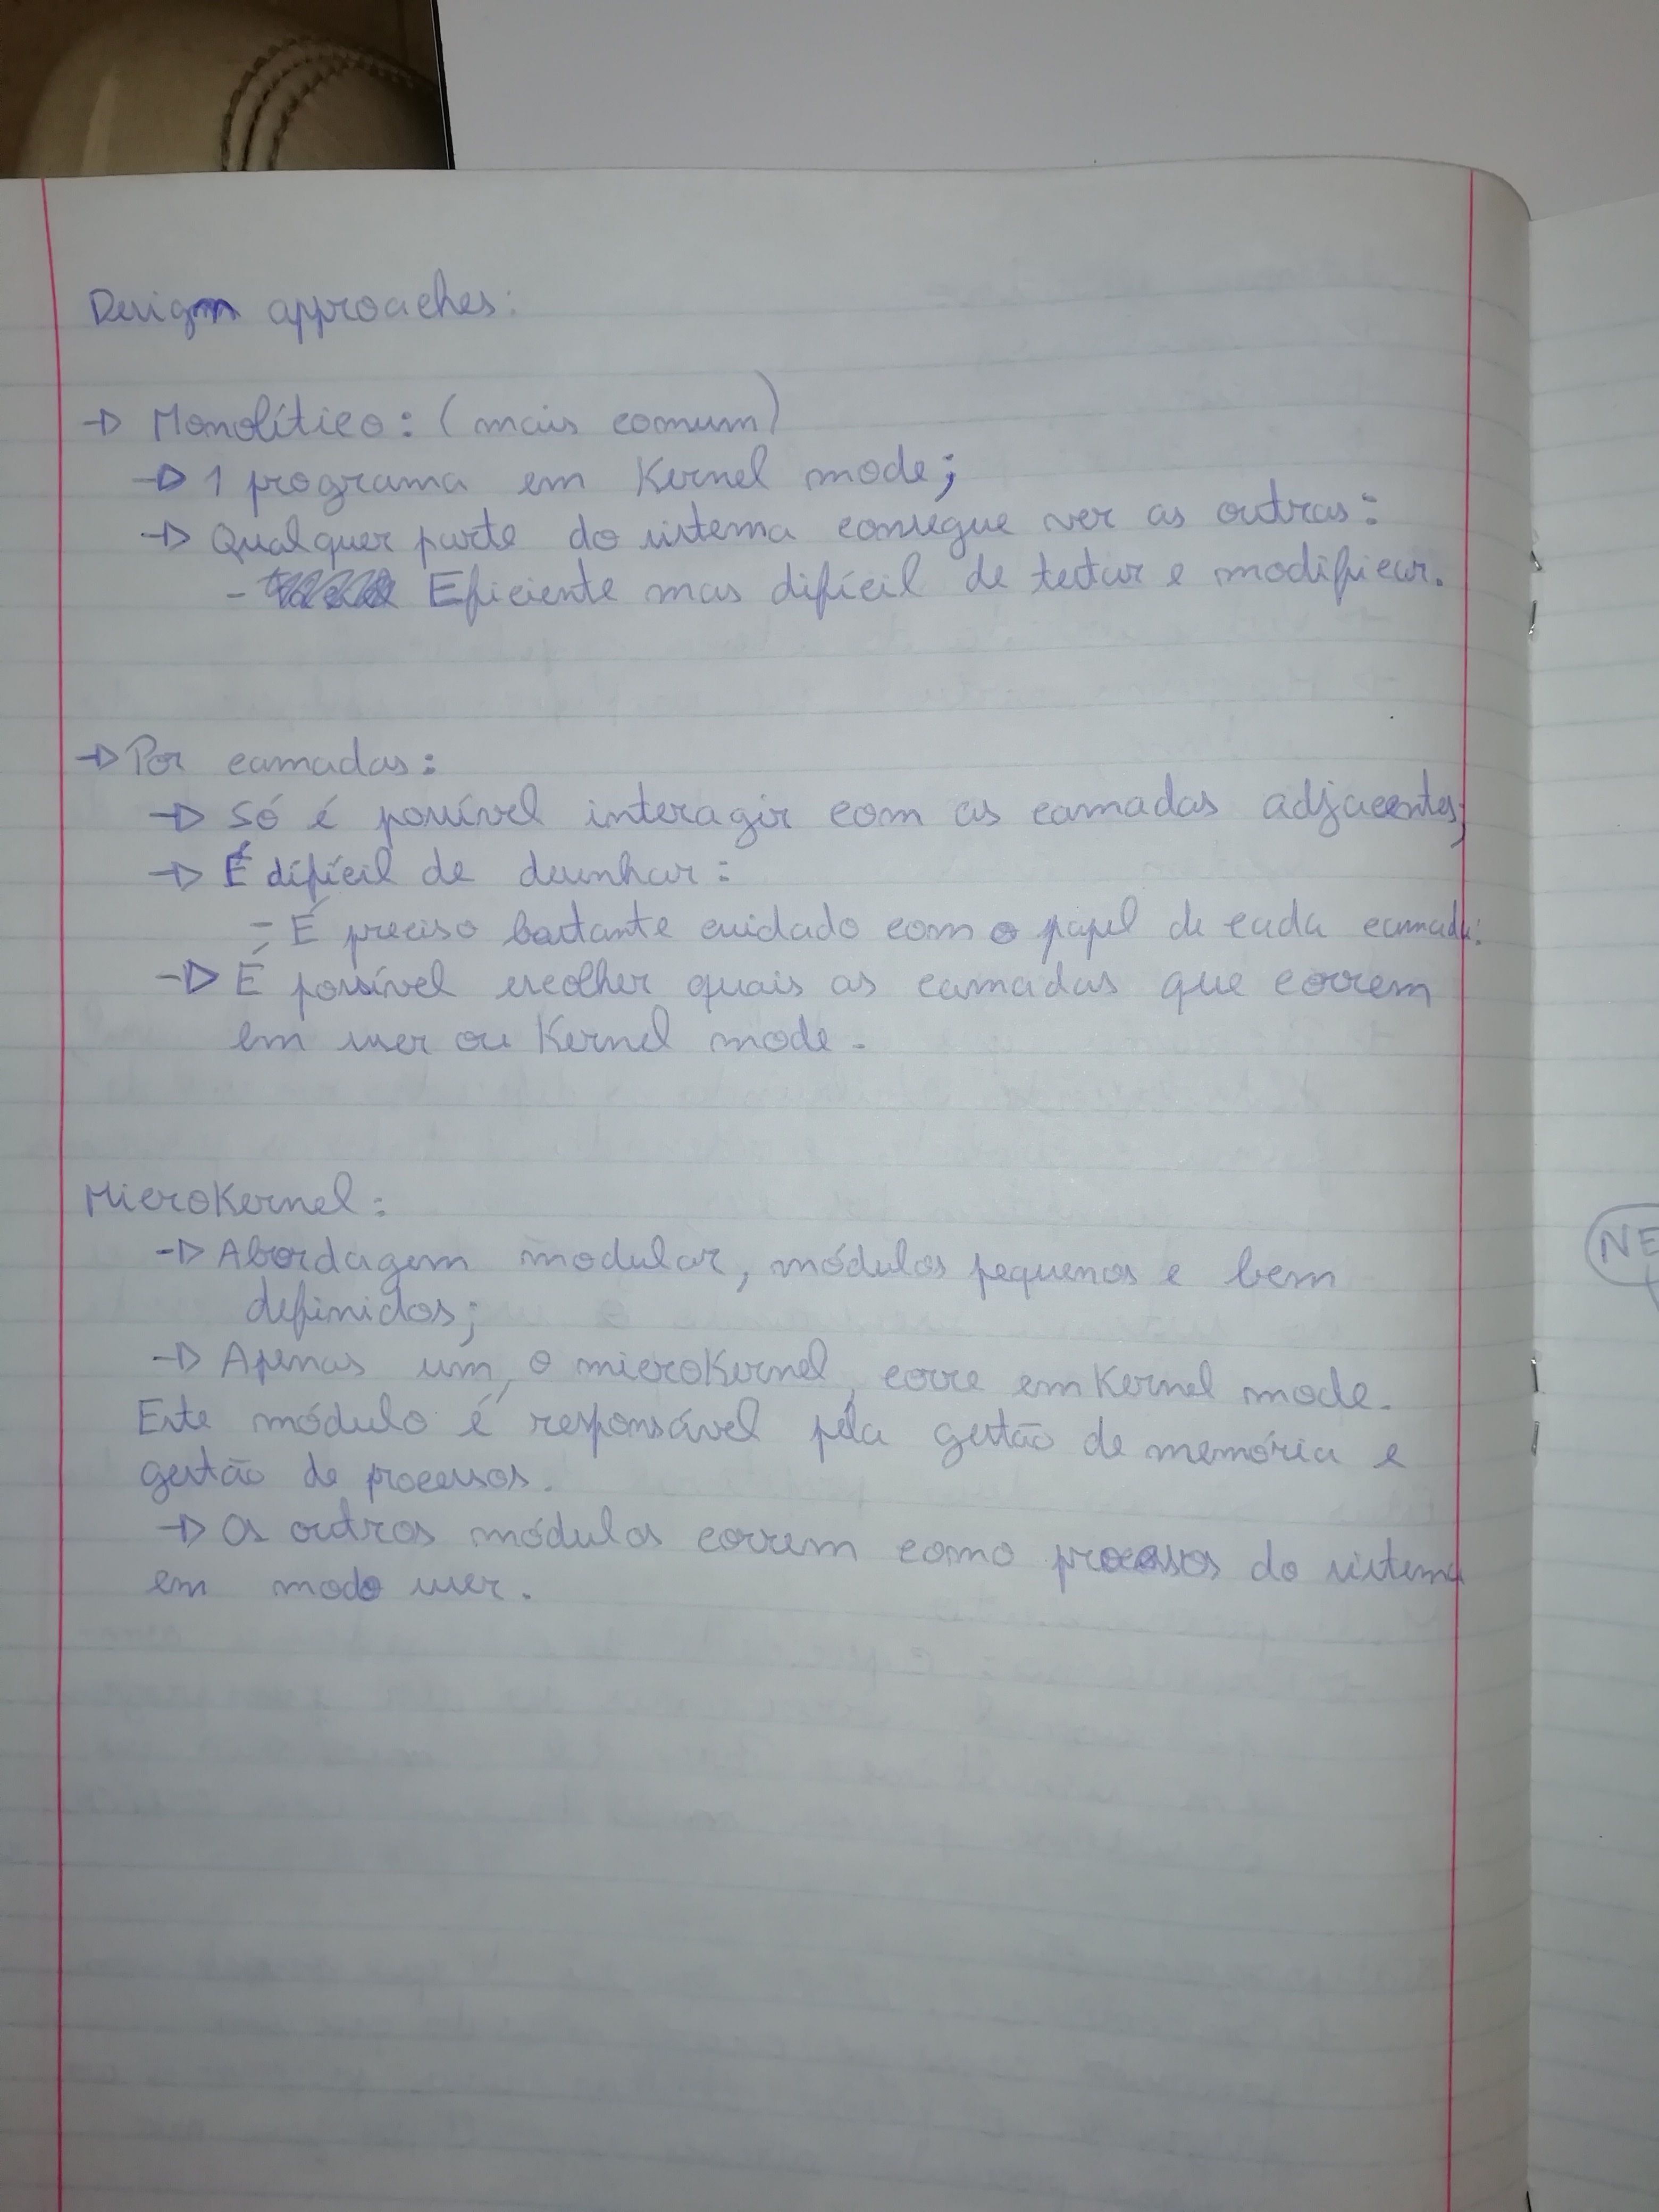 Design approaches:
→ Monolítico: (mais comum)
→ 1 programa em Kernel mode;
→ Qualquer parte do sistema consegue ver as outras:
- Eficiente mas difícil de testar e modificar.
→ Por camadas:
→ Só é possível interagir com as camadas adjacentes;
→ É difícil de desenhar:
- É preciso bastante cuidado com o papel de cada camada;
→ É possível escolher quais as camadas que correm
em user ou Kernel mode.
MicroKernel:
→ Abordagem modular, módulos pequenos e bem
definidos;
→ Apenas um, o microKernel, corre em Kernel mode.
Este módulo é responsável pela gestão de memória e
gestão de processos.
→ Os outros módulos correm como processos do sistema
em modo user.
NE